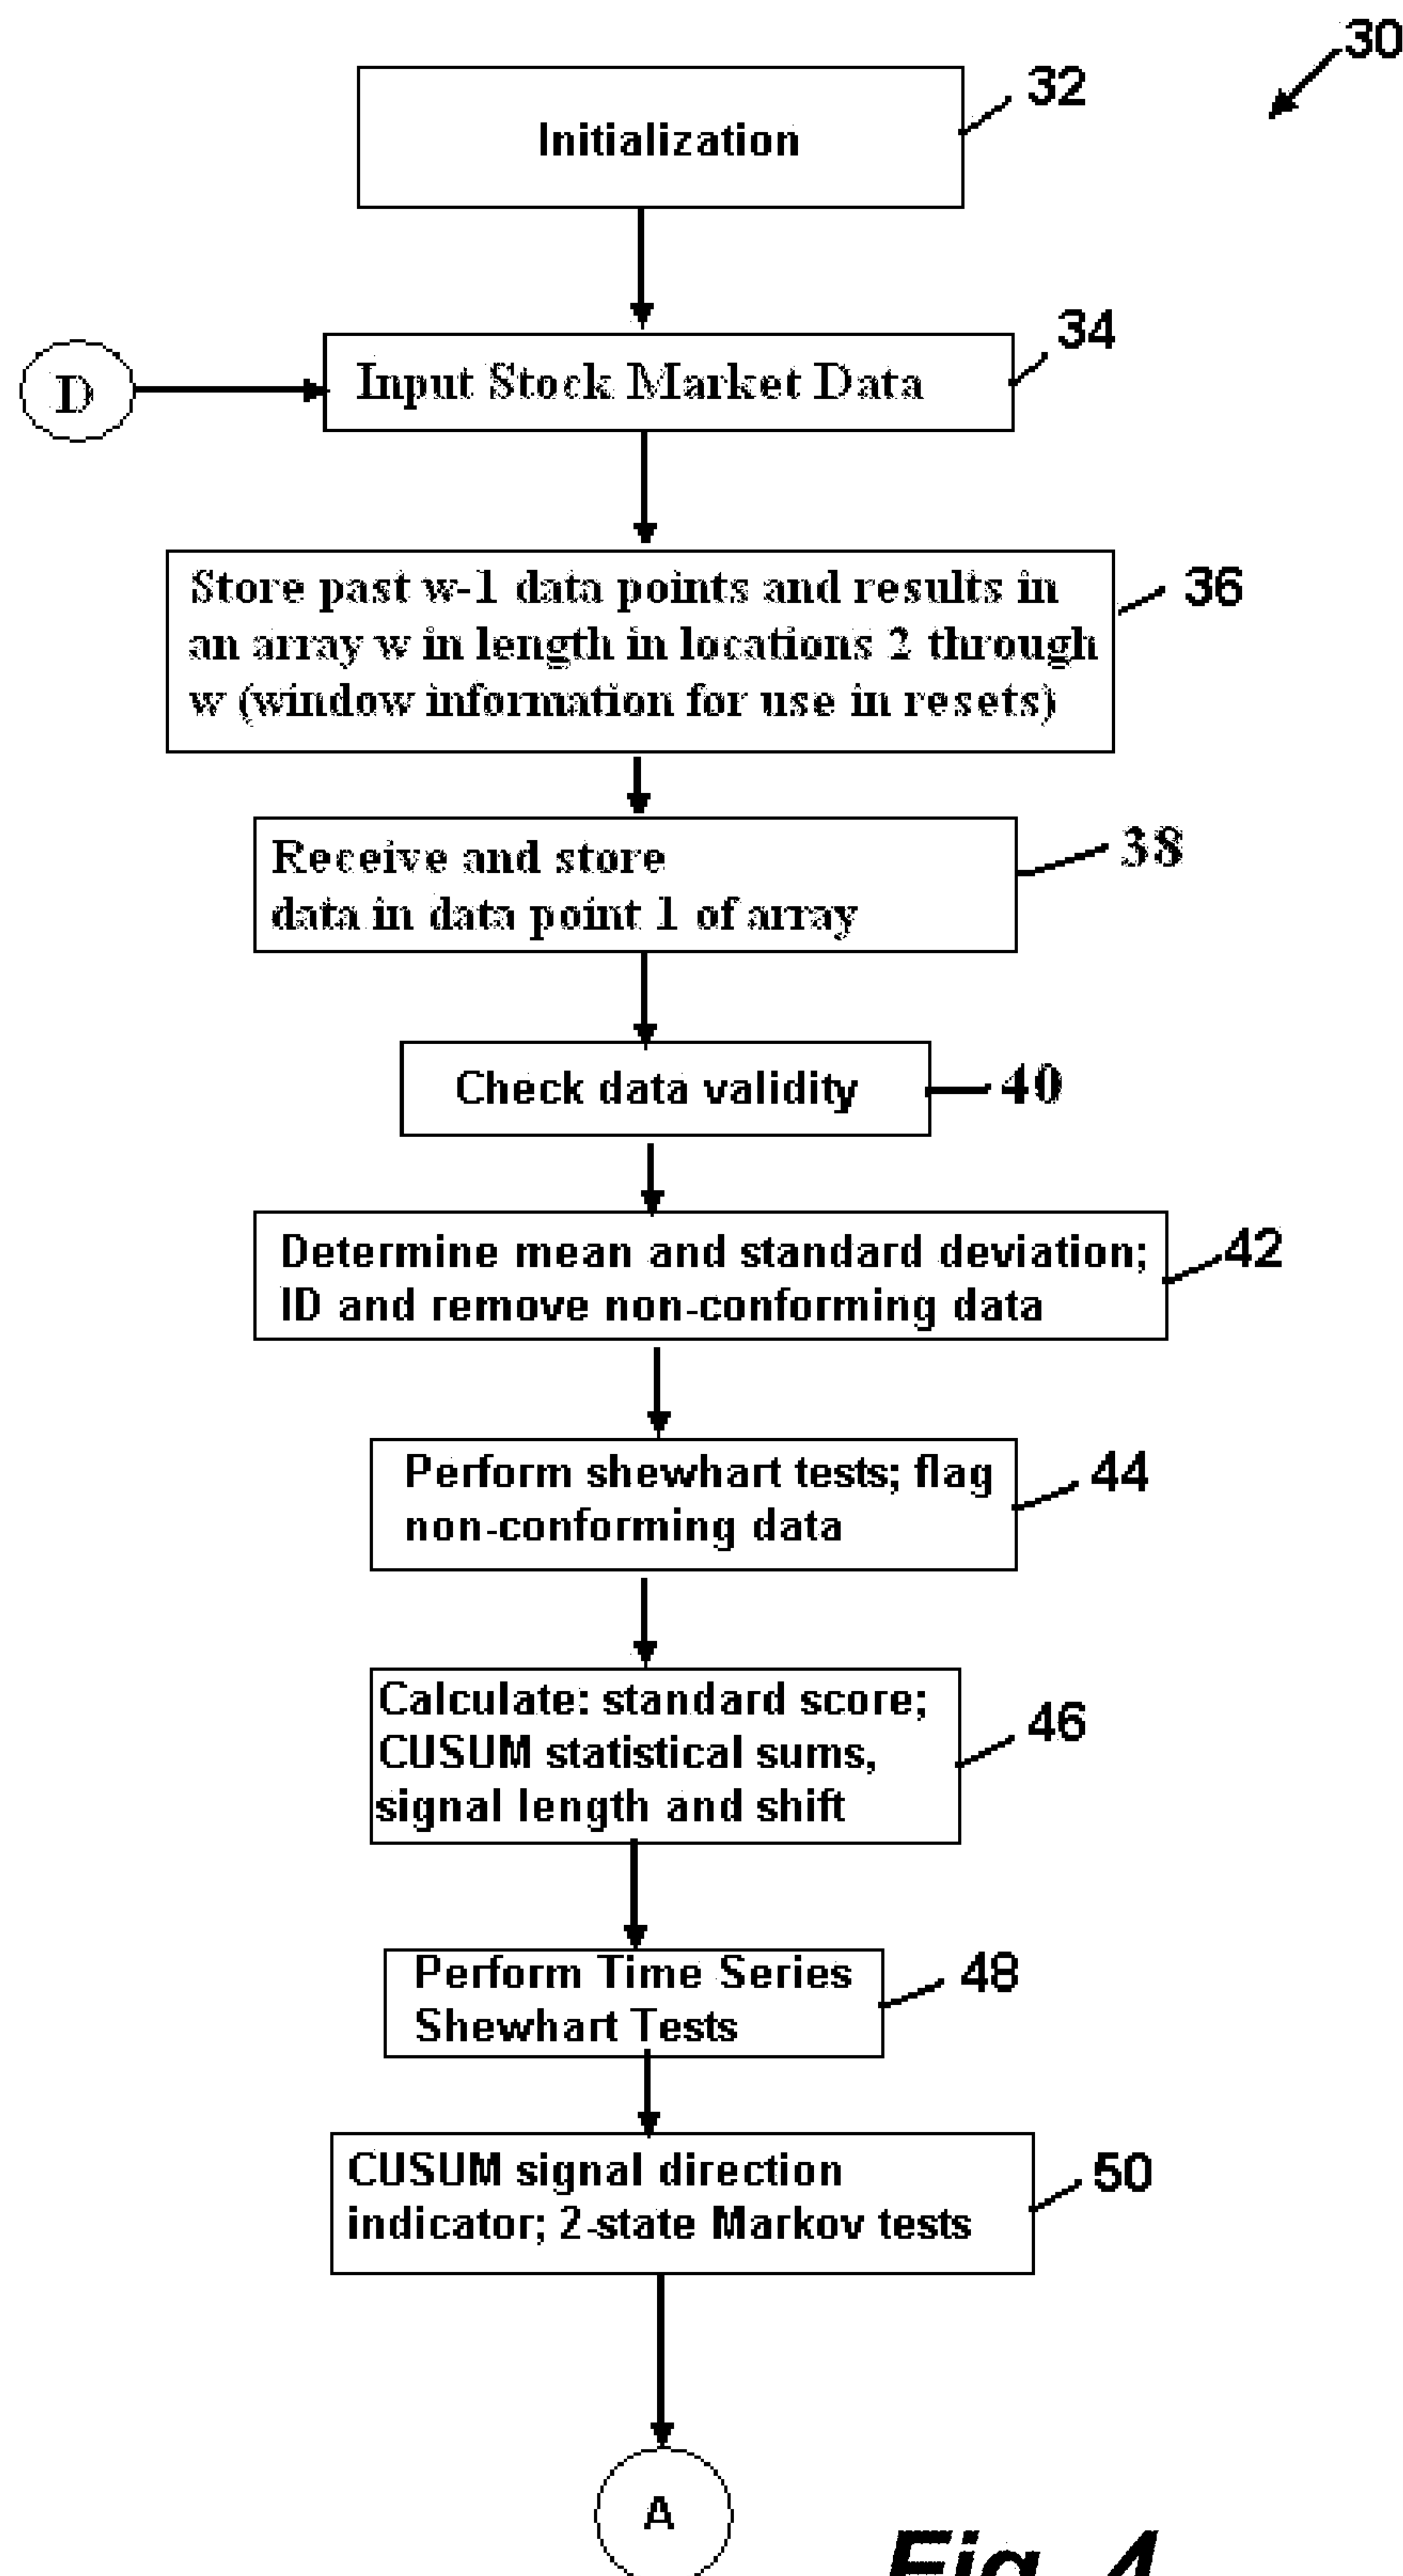 30
32
Initialization
34
D
Input Stock Market Data
36
Store past w-1 data points and results in
an array w in length in locations 2 through
w (window information for use in resets)
38
Receive and store
data in data point 1 of array
Check data validity
40
Determine mean and standard deviation;
ID and remove non-conforming data
42
Perform shewhart tests; flag
non-conforming data
44
Calculate: standard score;
CUSUM statistical sums,
signal length and shift
46
Perform Time Series
Shewhart Tests
48
CUSUM signal direction
indicator; 2-state Markov tests
50
A
Fig. 4